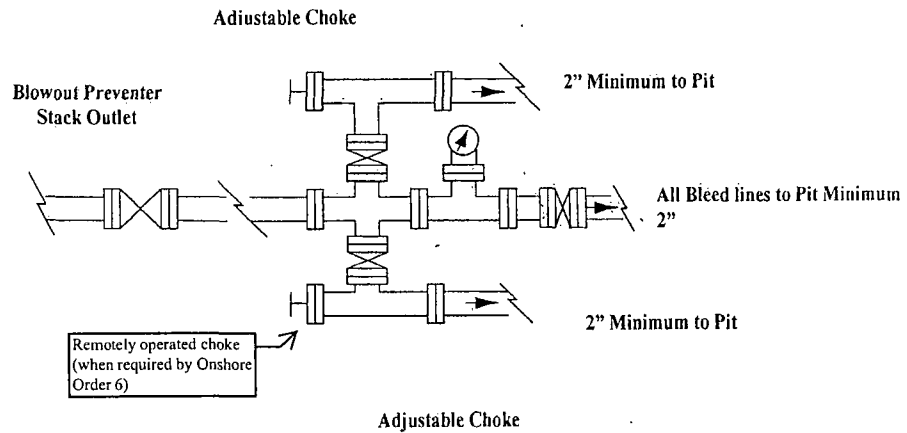 Adjustable Choke
2” Minimum to Pit
Blowout Preventer
Stack Outlet
All Bleed lines to Pit Minimum
2”
2” Minimum to Pit
Remotely operated choke
(when required by Onshore
Order 6)
Adjustable Choke